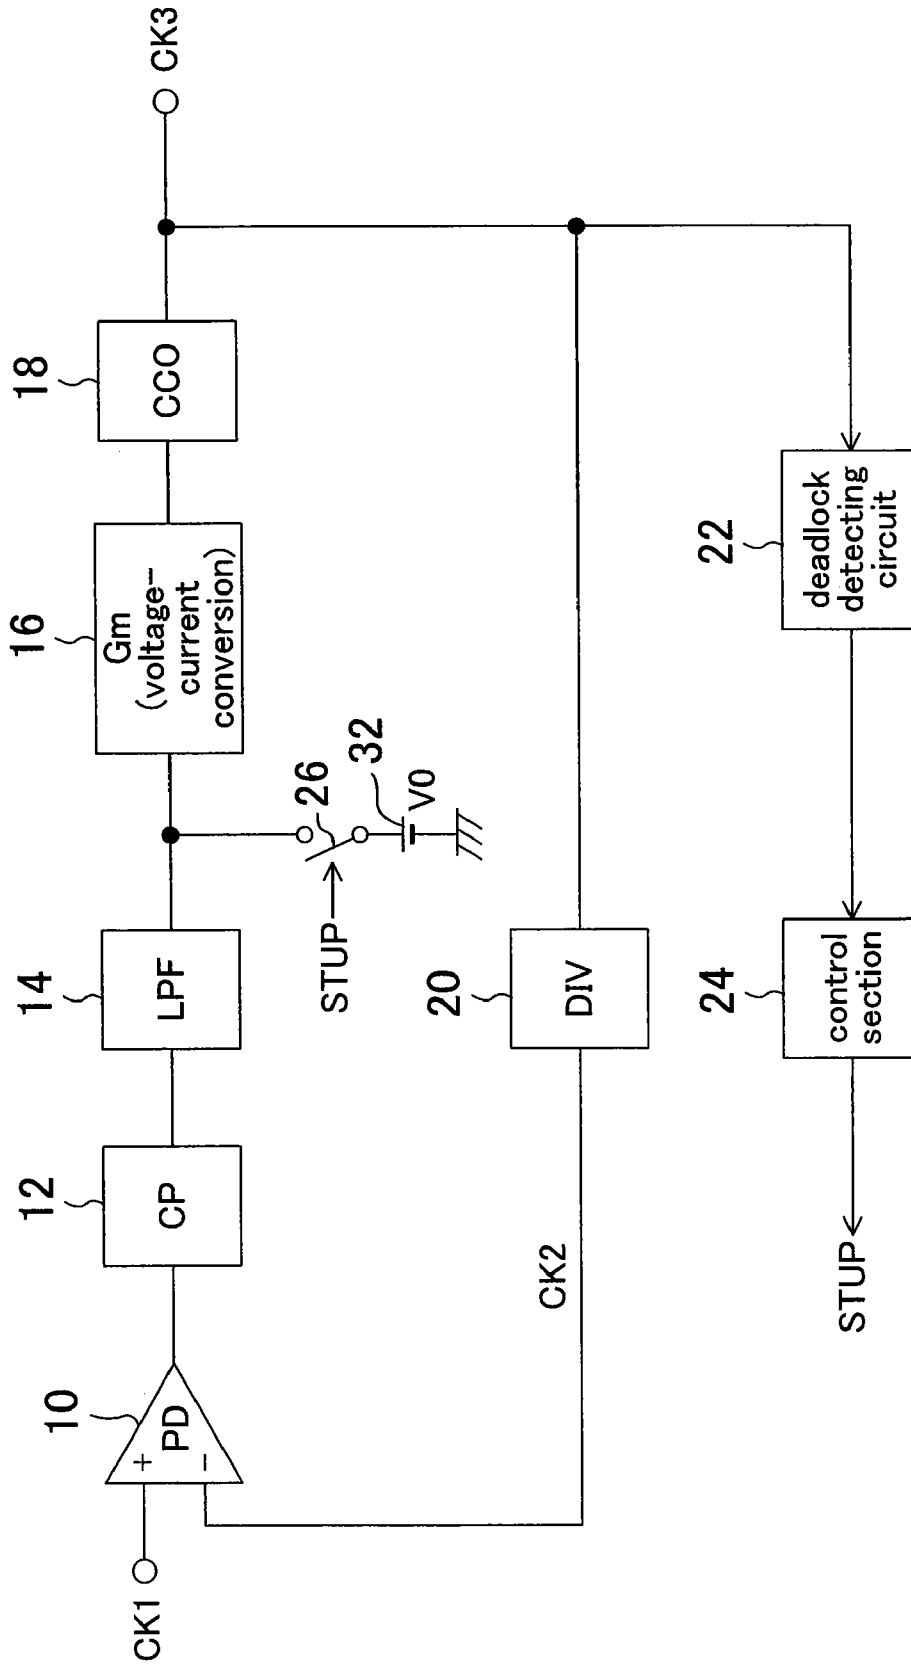 10
12
14
16
18
CK1
+
−
PD
CP
LPF
Gm
(voltage−
current
conversion)
CCO
CK3
STUP
26
32
V0
20
DIV
CK2
22
deadlock
detecting
circuit
24
control
section
STUP